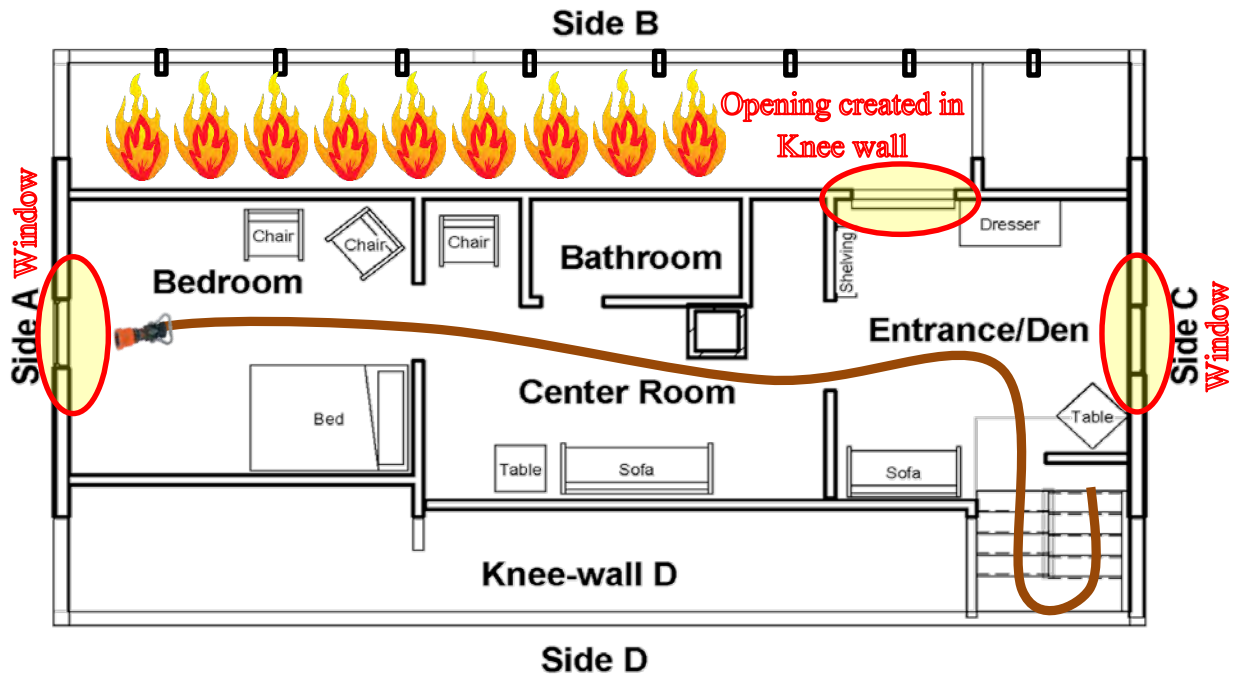 Side B
Opening created in
Knee wall
Window
Side A
Chair
Chair
Chair
Bedroom
Bathroom
[Shelving]
Dresser
Entrance/Den
Side C
Window
Center Room
Bed
Table
Sofa
Sofa
Table
Knee-wall D
Side D